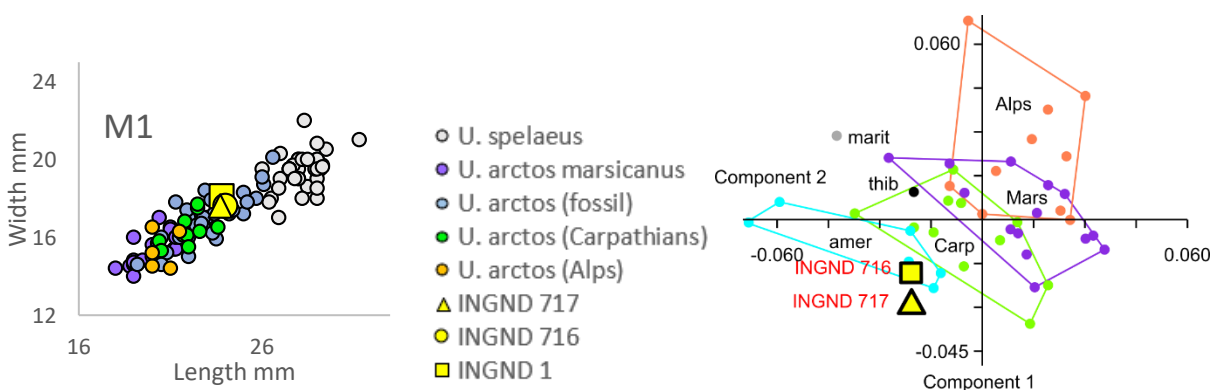 24
20
16
12
Width mm
M1
16
26
Length mm
U. spelaeus
U. arctos marsicanus
U. arctos (fossil)
U. arctos (Carpathians)
U. arctos (Alps)
INGND 717
INGND 716
INGND 1
0.060
Alps
marit
Component 2
thib
Mars
amer
Carp
-0.060
0.060
INGND 716
INGND 717
-0.045
Component 1